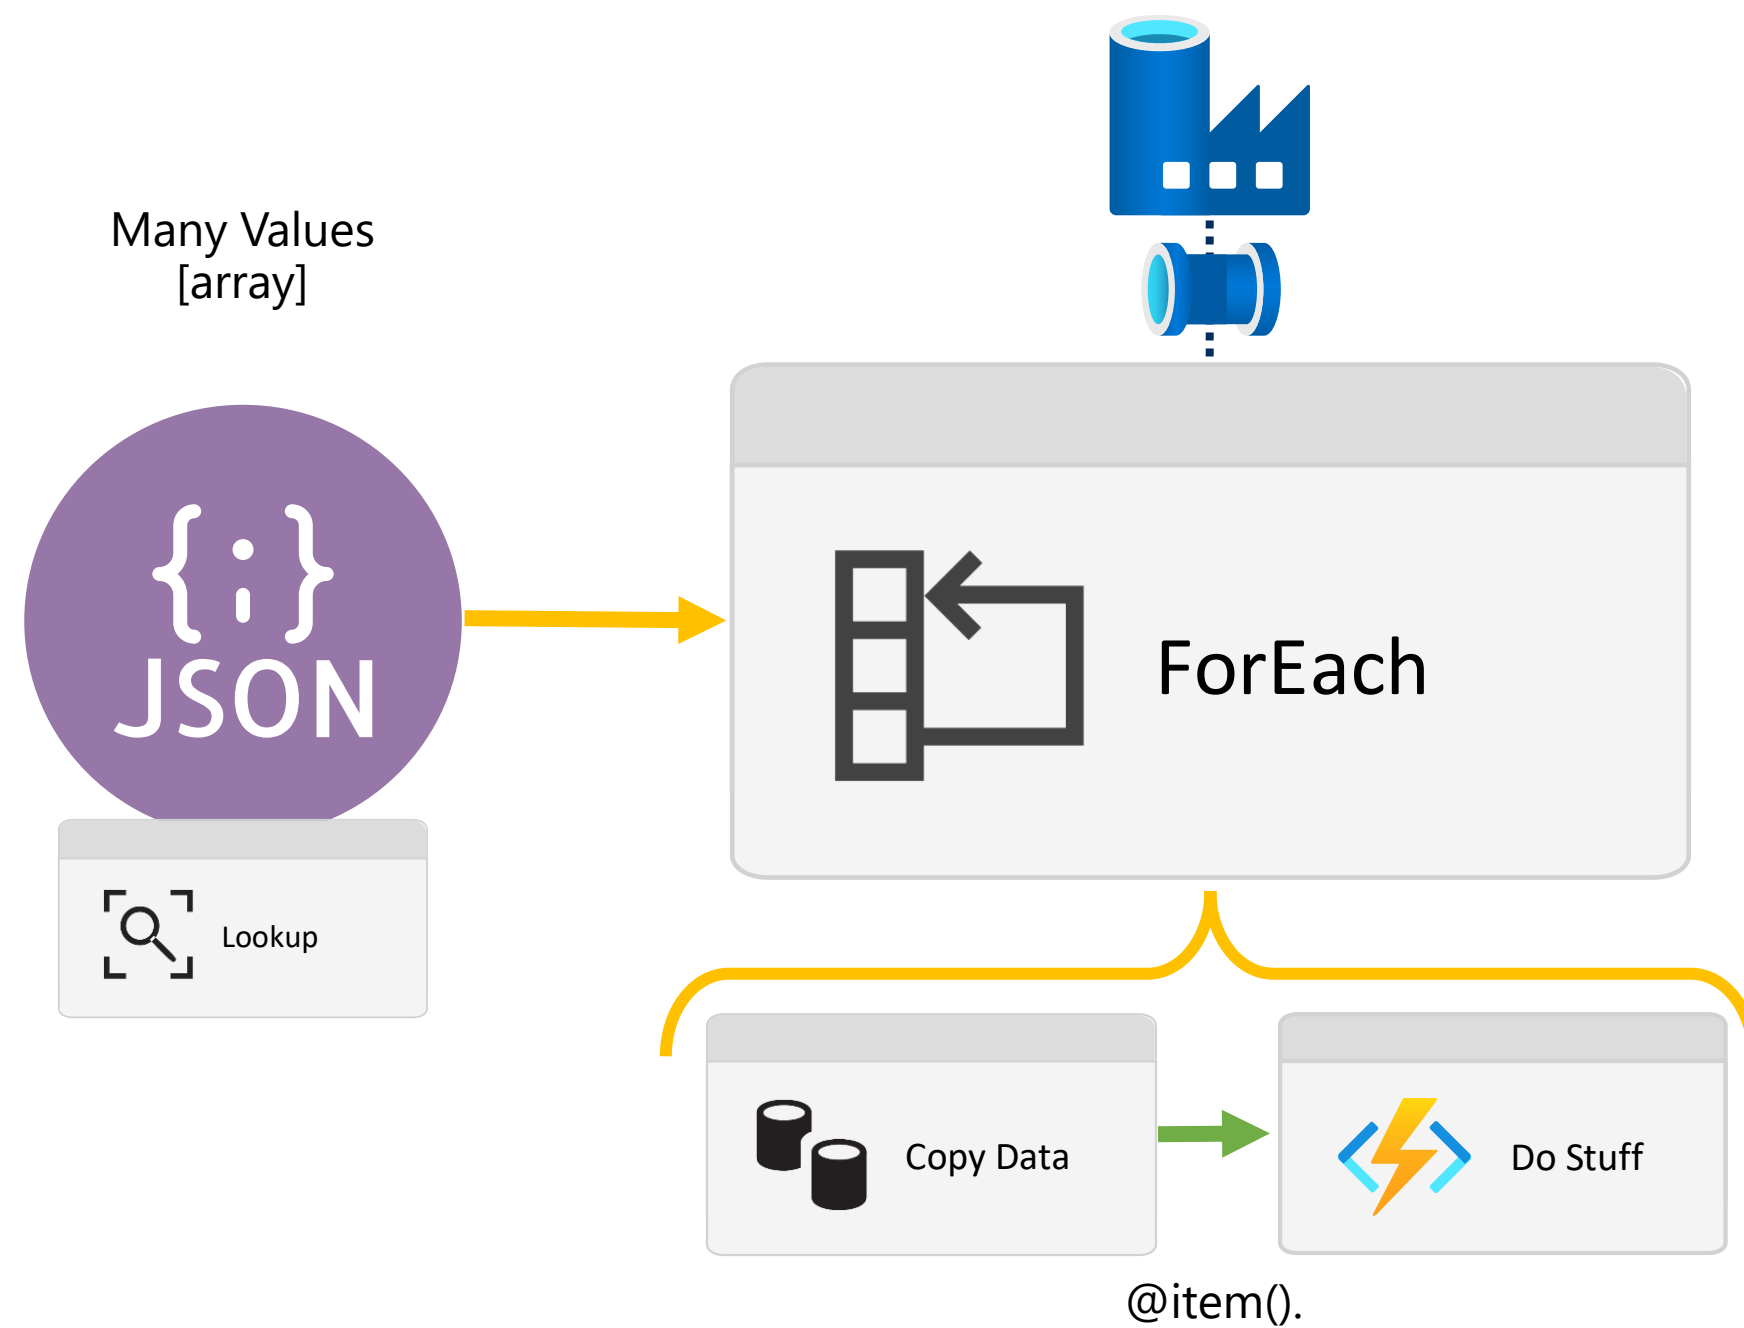 Many Values
[array]
JSON
Lookup
ForEach
Copy Data
Do Stuff
@item().